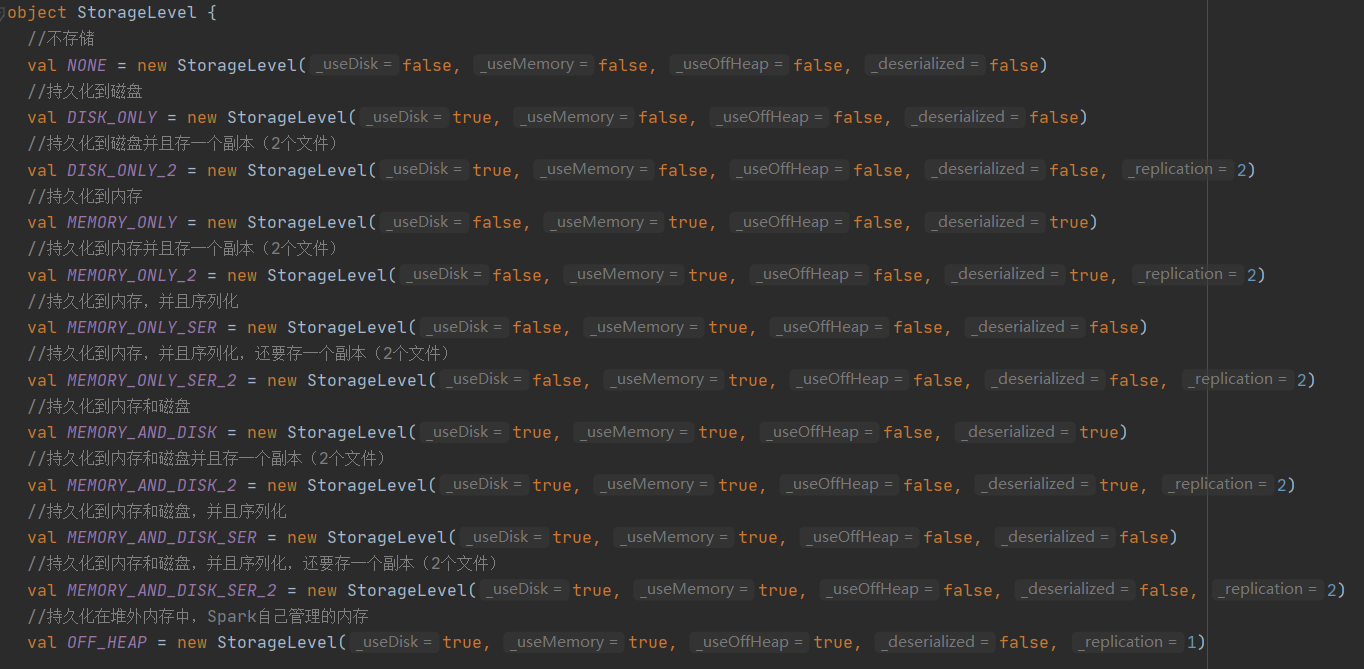 object StorageLevel {
//不存储
val NONE = new StorageLevel( _useDisk = false, _useMemory = false, _useOffHeap = false, _deserialized = false)
//持久化到磁盘
val DISK_ONLY = new StorageLevel( _useDisk = true, _useMemory = false, _useOffHeap = false, _deserialized = false)
//持久化到磁盘并且存一个副本（2个文件）
val DISK_ONLY_2 = new StorageLevel( _useDisk = true, _useMemory = false, _useOffHeap = false, _deserialized = false, _replication = 2)
//持久化到内存
val MEMORY_ONLY = new StorageLevel( _useDisk = false, _useMemory = true, _useOffHeap = false, _deserialized = true)
//持久化到内存并且存一个副本（2个文件）
val MEMORY_ONLY_2 = new StorageLevel( _useDisk = false, _useMemory = true, _useOffHeap = false, _deserialized = true, _replication = 2)
//持久化到内存，并且序列化
val MEMORY_ONLY_SER = new StorageLevel( _useDisk = false, _useMemory = true, _useOffHeap = false, _deserialized = false)
//持久化到内存，并且序列化，还要存一个副本（2个文件）
val MEMORY_ONLY_SER_2 = new StorageLevel( _useDisk = false, _useMemory = true, _useOffHeap = false, _deserialized = false, _replication = 2)
//持久化到内存和磁盘
val MEMORY_AND_DISK = new StorageLevel( _useDisk = true, _useMemory = true, _useOffHeap = false, _deserialized = true)
//持久化到内存和磁盘并且存一个副本（2个文件）
val MEMORY_AND_DISK_2 = new StorageLevel( _useDisk = true, _useMemory = true, _useOffHeap = false, _deserialized = true, _replication = 2)
//持久化到内存和磁盘，并且序列化
val MEMORY_AND_DISK_SER = new StorageLevel( _useDisk = true, _useMemory = true, _useOffHeap = false, _deserialized = false)
//持久化到内存和磁盘，并且序列化，还要存一个副本（2个文件）
val MEMORY_AND_DISK_SER_2 = new StorageLevel( _useDisk = true, _useMemory = true, _useOffHeap = false, _deserialized = false, _replication = 2)
//持久化在堆外内存中，Spark自己管理的内存
val OFF_HEAP = new StorageLevel( _useDisk = true, _useMemory = true, _useOffHeap = true, _deserialized = false, _replication = 1)